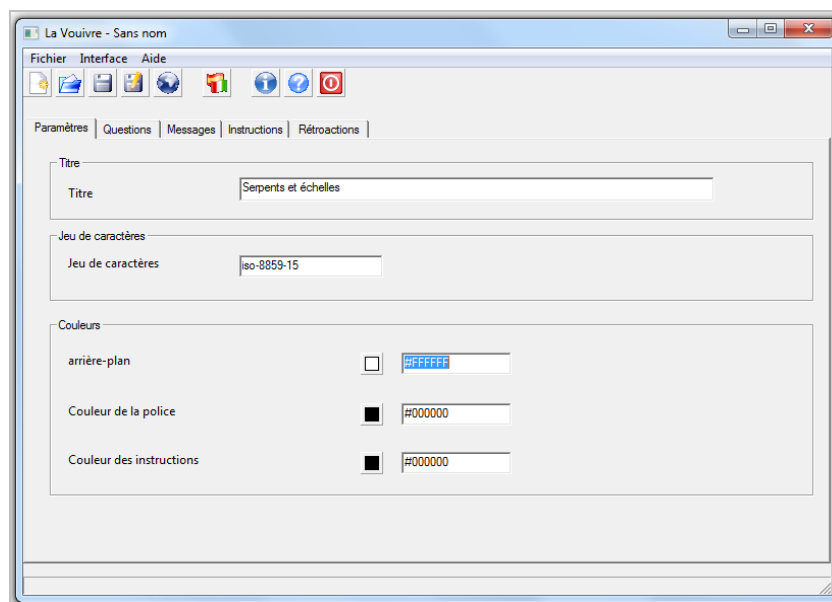 La Vouivre - Sans nom
Fichier Interface Aide
Paramètres Questions Messages Instructions Rétroactions
Titre
Titre Serpents et échelles
Jeu de caractères
Jeu de caractères iso-8859-15
Couleurs
arrière-plan #FFFFFF
Couleur de la police #000000
Couleur des instructions #000000